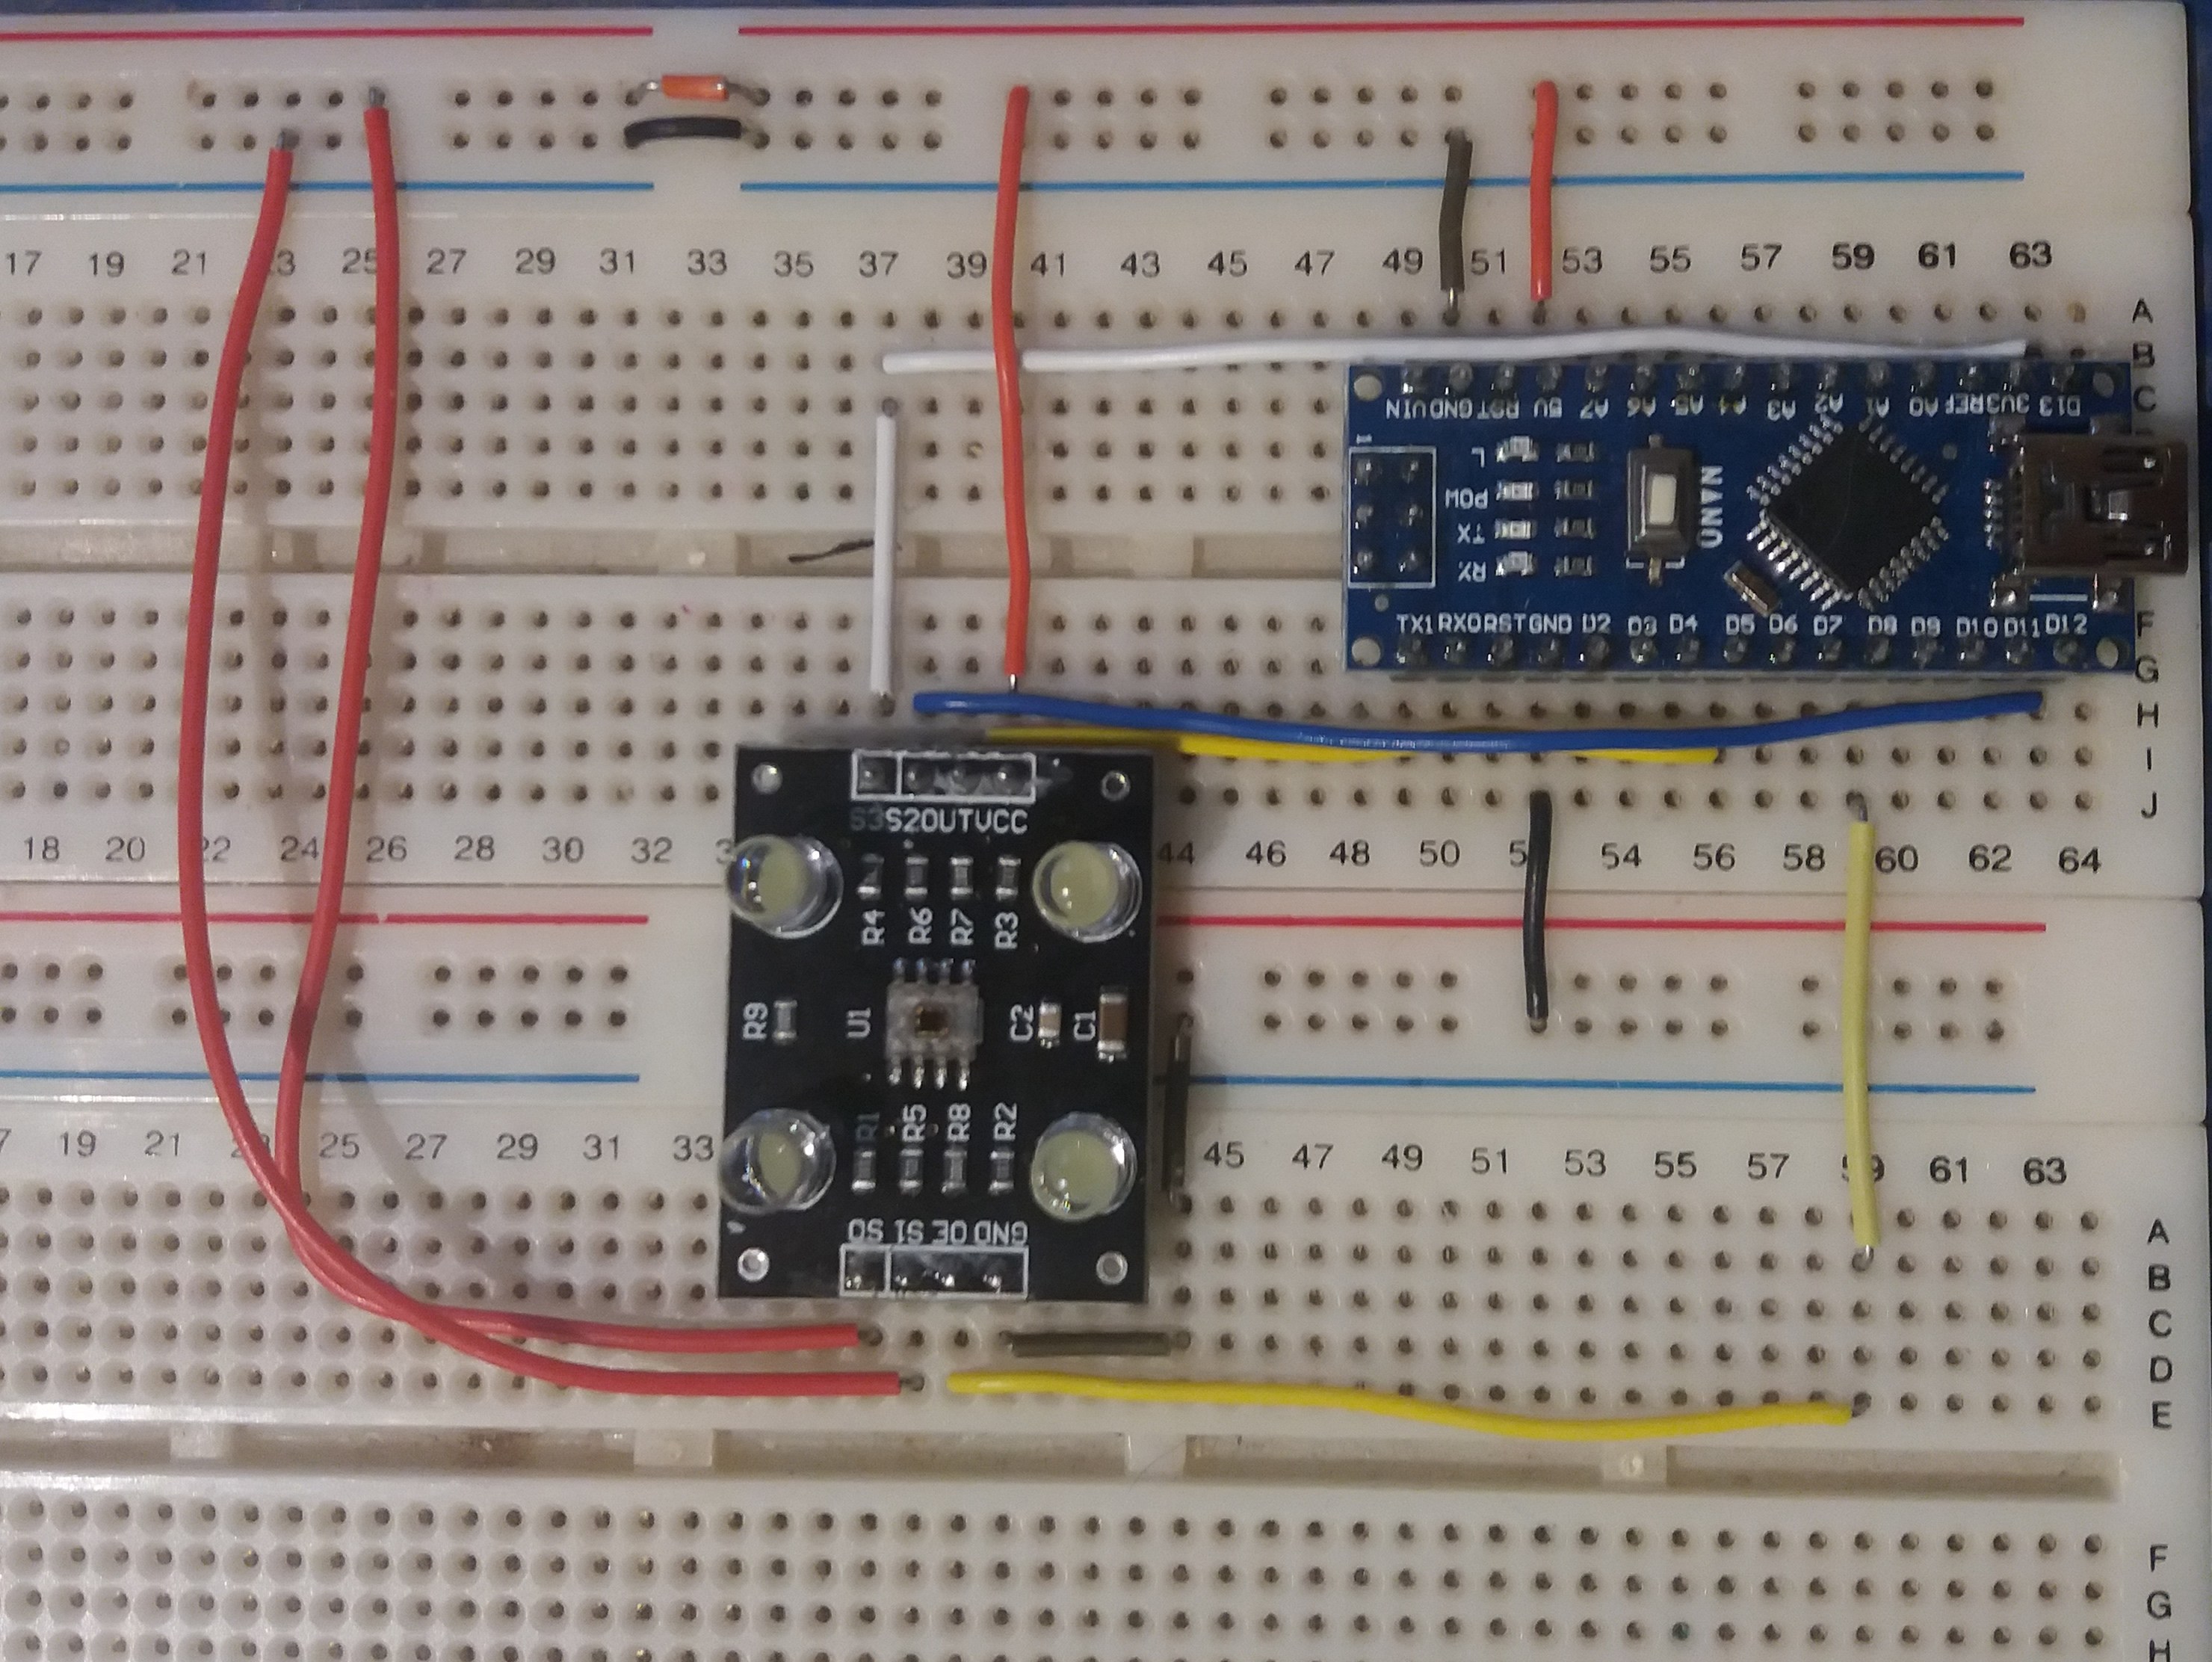 17 19 21 23 25 27 29 31 33 35 37 39 41 43 45 47 49 51 53 55 57 59 61 63
A
B
C
VIN GND RST 5V A7 A6 A5 A4 A3 A2 A1 A0 REF 3V3 D13
1
L
POW
TX
RX
NANO
TX1 RX0 RST GND D2 D3 D4 D5 D6 D7 D8 D9 D10 D11 D12
F
G
H
I
J
S3 S2 OUT VCC
18 20 22 24 26 28 30 32 44 46 48 50 54 56 58 60 62 64
R4 R6 R7 R3
R9 U1 C2 C1
R1 R5 R8 R2
19 21 25 27 29 31 33 45 47 49 51 53 55 57 59 61 63
S0 S1 OE GND
A
B
C
D
E
F
G
H